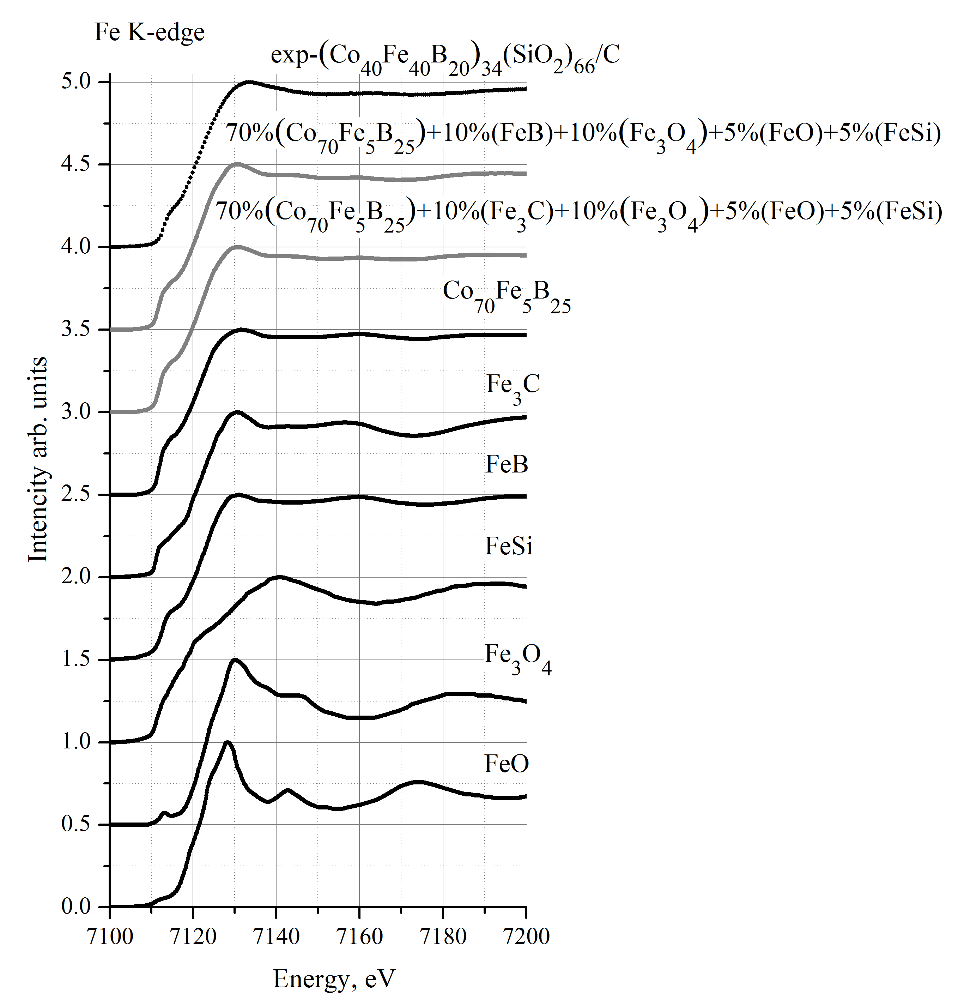 Fe K-edge
exp-(Co₄₀Fe₄₀B₂₀)₃₄(SiO₂)₆₆/C
5.0
70%(Co₇₀Fe₅B₂₅)+10%(FeB)+10%(Fe₃O₄)+5%(FeO)+5%(FeSi)
4.5
70%(Co₇₀Fe₅B₂₅)+10%(Fe₃C)+10%(Fe₃O₄)+5%(FeO)+5%(FeSi)
4.0
Co₇₀Fe₅B₂₅
3.5
Fe₃C
3.0
FeB
2.5
FeSi
2.0
Fe₃O₄
1.5
1.0
FeO
0.5
0.0
Intencity arb. units
7100 7120 7140 7160 7180 7200
Energy, eV